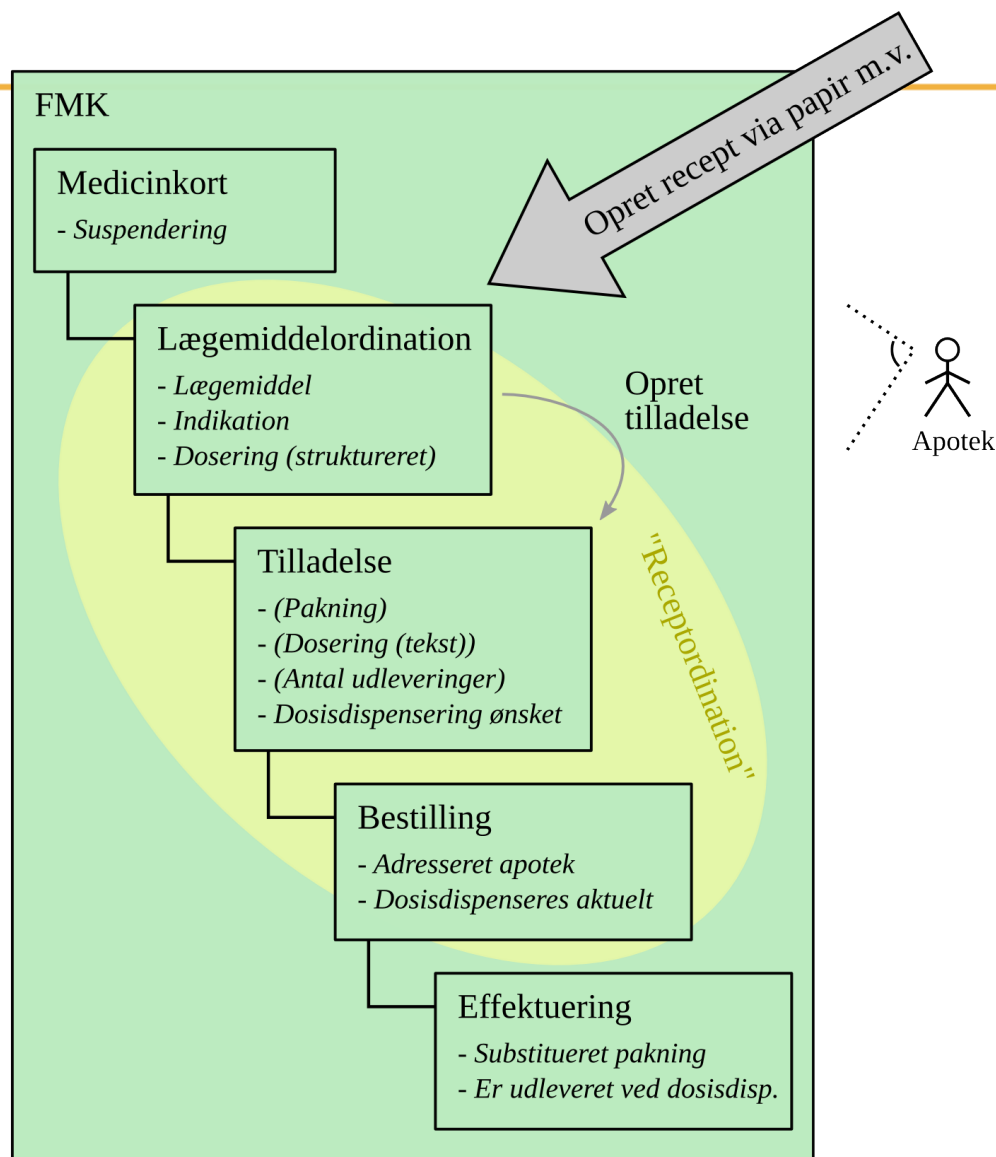 Opret recept via papir m.v.
FMK
Medicinkort
- Suspendering
Lægemiddelordination
- Lægemiddel
- Indikation
- Dosering (struktureret)
Opret
tilladelse
Apotek
Tilladelse
- (Pakning)
- (Dosering (tekst))
- (Antal udleveringer)
- Dosisdispensering ønsket
"Receptordination"
Bestilling
- Adresseret apotek
- Dosisdispenseres aktuelt
Effektuering
- Substitueret pakning
- Er udleveret ved dosisdisp.